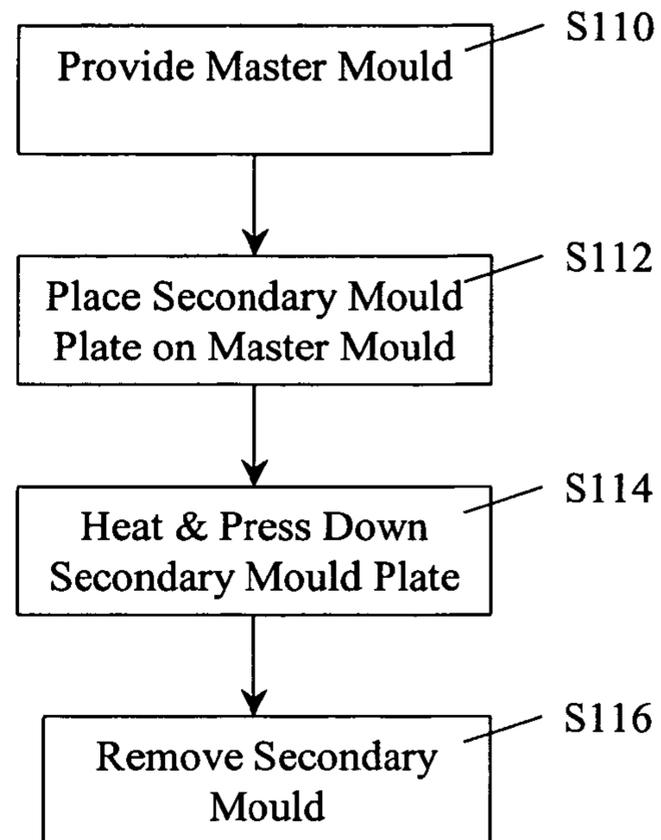 S110
Provide Master Mould
S112
Place Secondary Mould
Plate on Master Mould
S114
Heat & Press Down
Secondary Mould Plate
S116
Remove Secondary
Mould